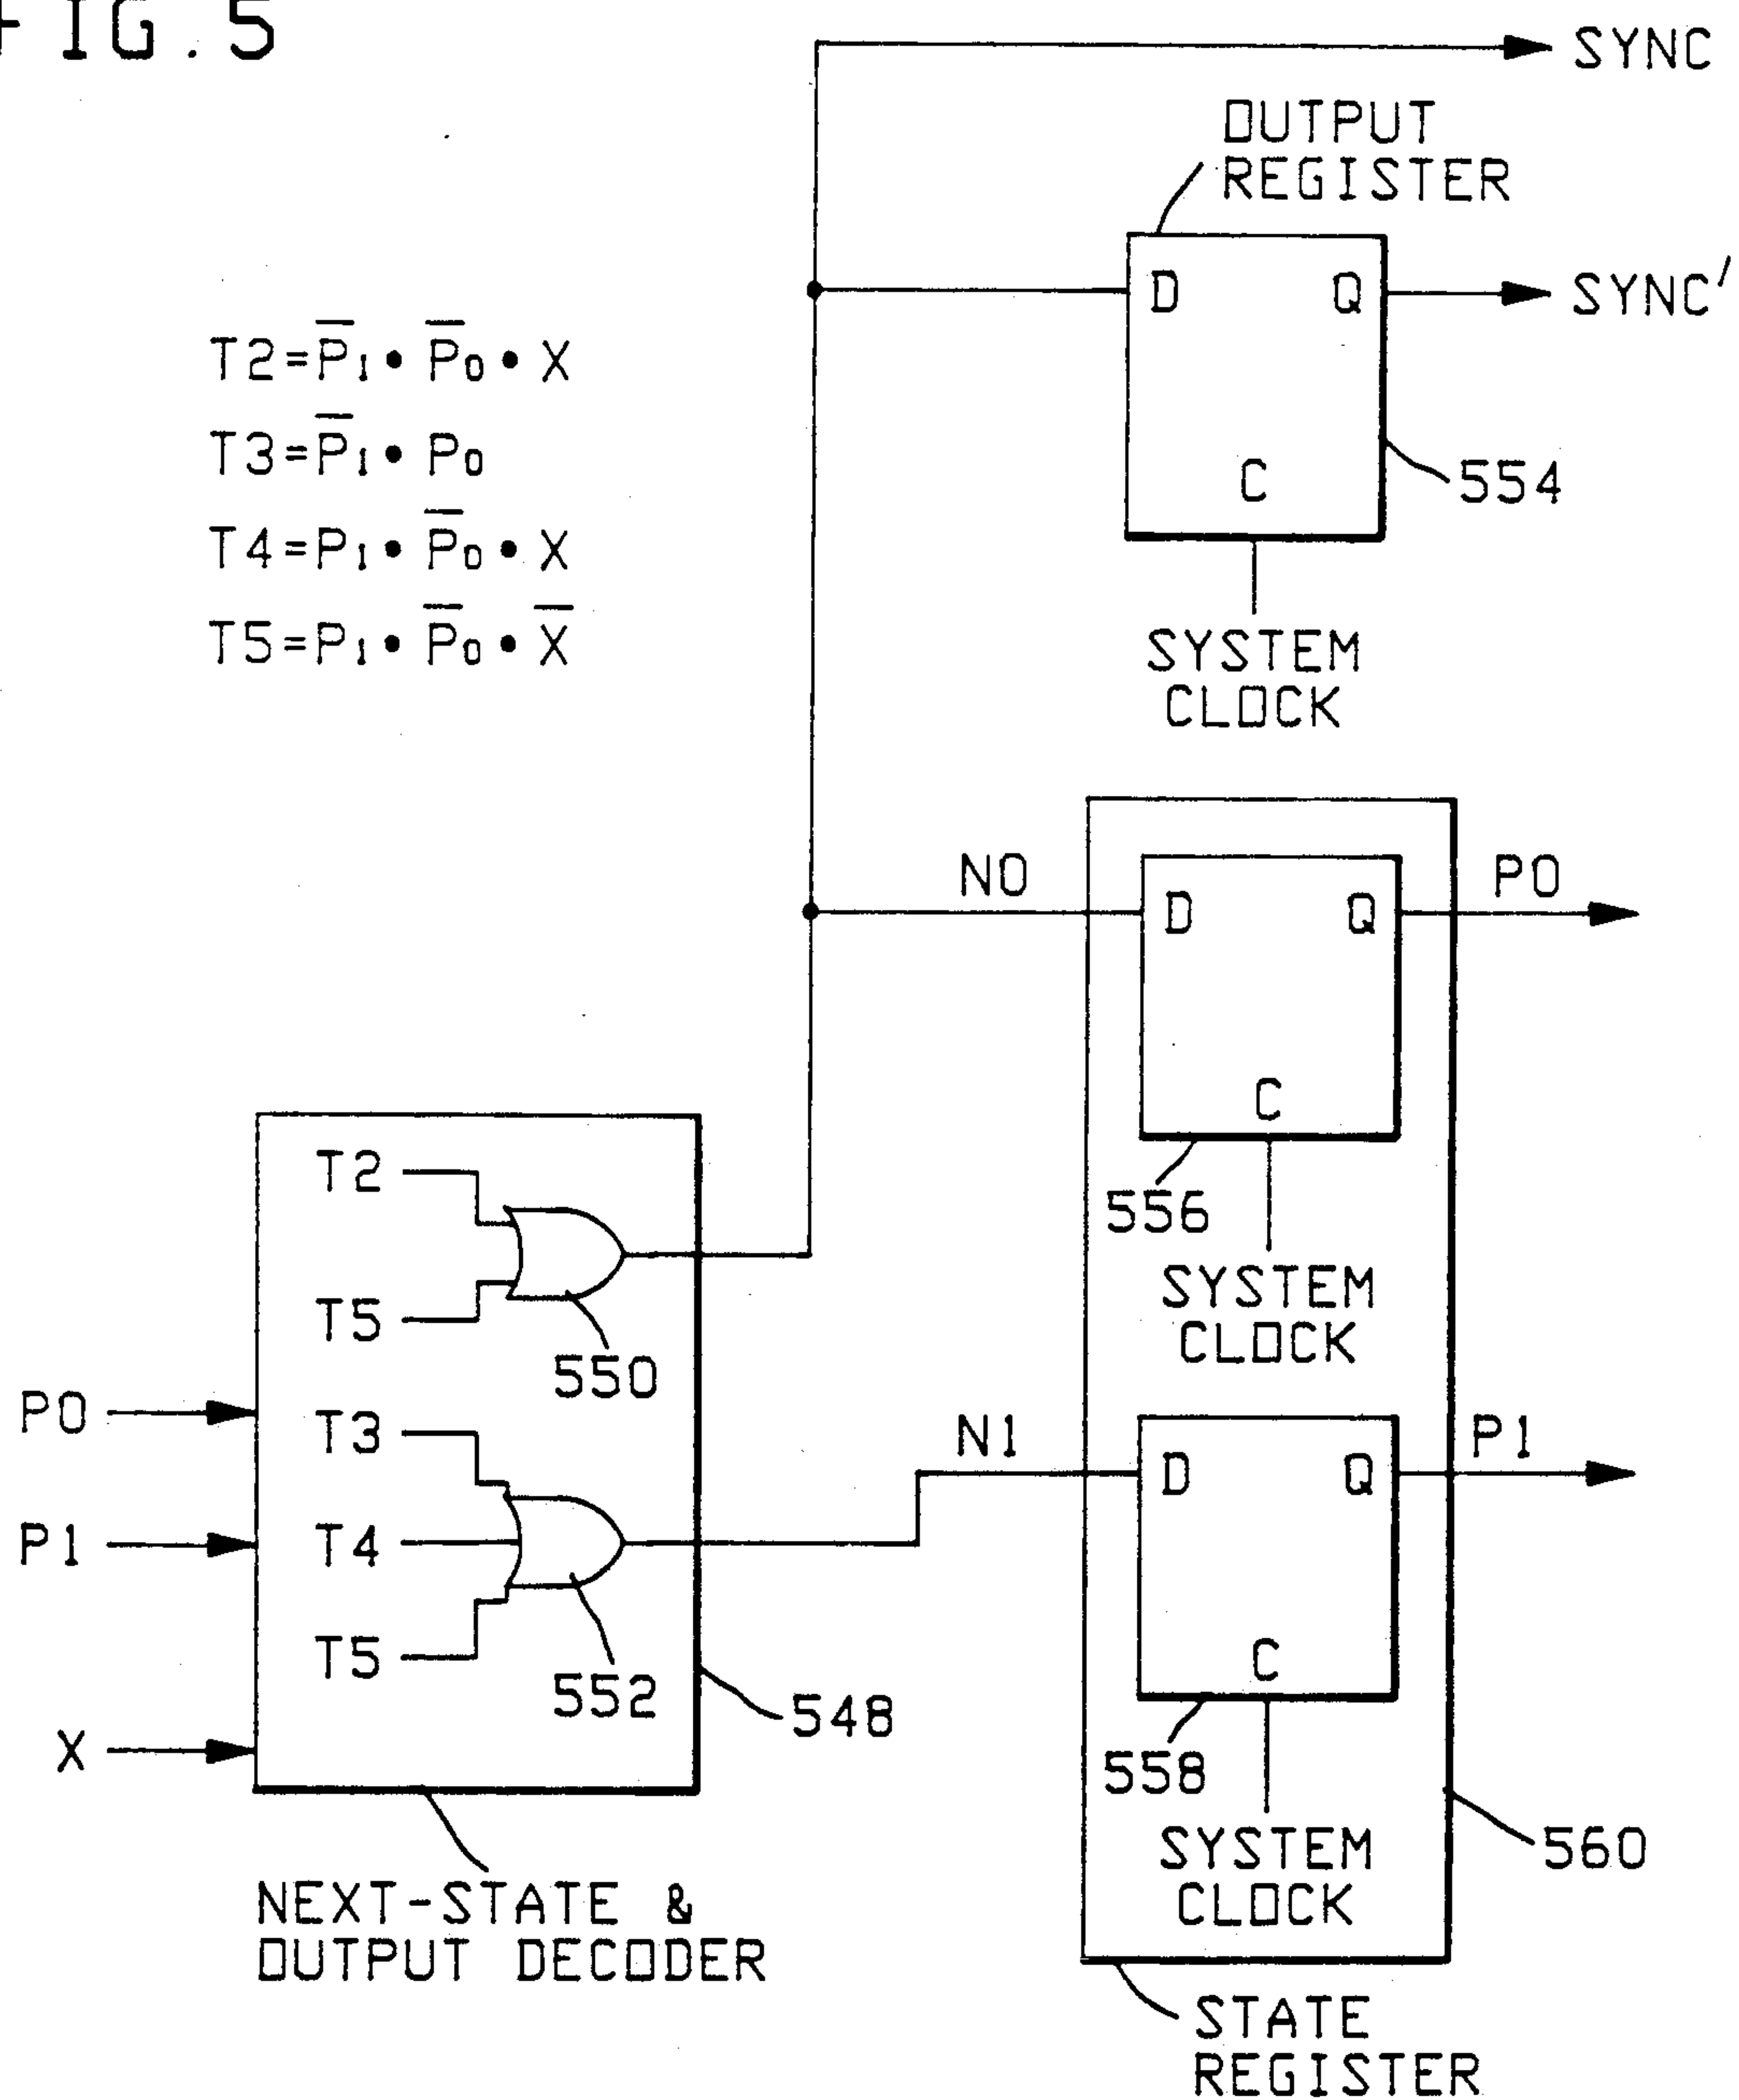 FIG.5
SYNC
OUTPUT
REGISTER
D
Q
SYNC'
C
554
SYSTEM
CLOCK
T2=P̅1• P̅0• X
T3=P̅1• P0
T4=P1• P̅0• X
T5=P1• P̅0• X̅
N0
D
Q
P0
C
556
SYSTEM
CLOCK
N1
D
Q
P1
C
558
SYSTEM
CLOCK
560
STATE
REGISTER
T2
T5
550
P0
T3
P1
T4
T5
552
548
X
NEXT-STATE &
OUTPUT DECODER